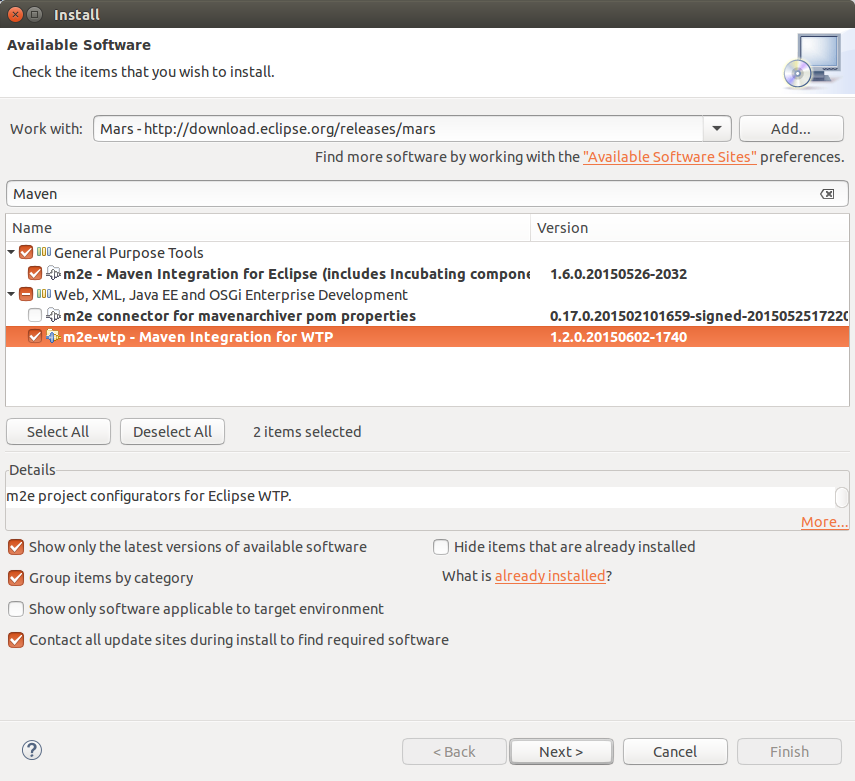 Install
Available Software
Check the items that you wish to install.
Work with: Mars - http://download.eclipse.org/releases/mars Add...
Find more software by working with the "Available Software Sites" preferences.
Maven
Name Version
General Purpose Tools
m2e - Maven Integration for Eclipse (includes Incubating compone 1.6.0.20150526-2032
Web, XML, Java EE and OSGi Enterprise Development
m2e connector for mavenarchiver pom properties 0.17.0.201502101659-signed-2015052517220
m2e-wtp - Maven Integration for WTP 1.2.0.20150602-1740
Select All Deselect All 2 items selected
Details
m2e project configurators for Eclipse WTP.
More...
Show only the latest versions of available software Hide items that are already installed
Group items by category What is already installed?
Show only software applicable to target environment
Contact all update sites during install to find required software
? < Back Next > Cancel Finish